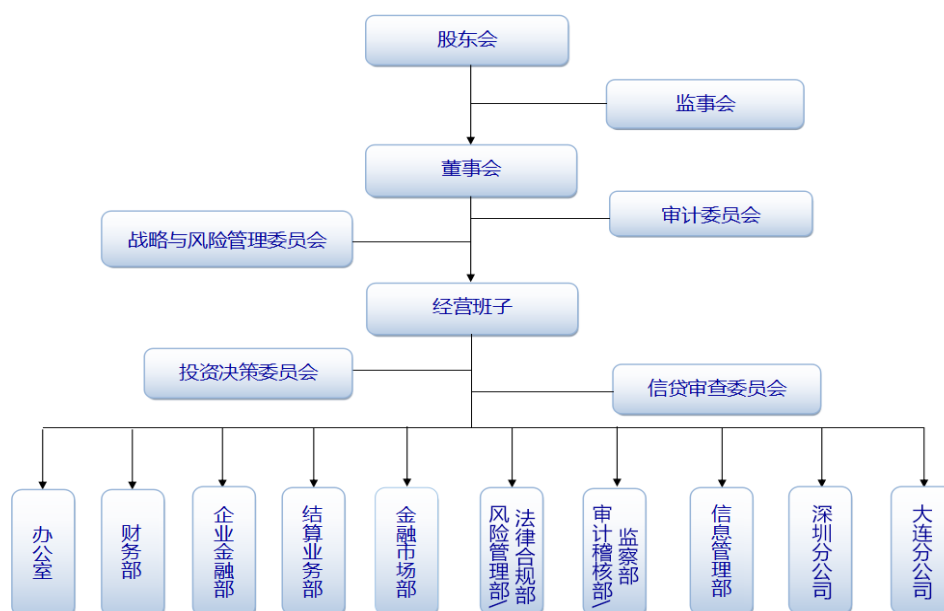 股东会
监事会
董事会
审计委员会
战略与风险管理委员会
经营班子
投资决策委员会
信贷审查委员会
办公室
财务部
企业金融部
结算业务部
金融市场部
风险管理部/
法律合规部
审计稽核部/
监察部
信息管理部
深圳分公司
大连分公司